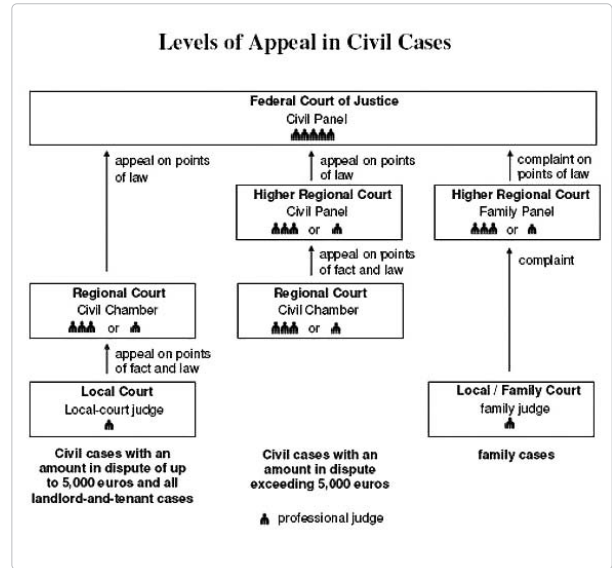 Levels of Appeal in Civil Cases
Federal Court of Justice
Civil Panel
appeal on points
of law
appeal on points
of law
complaint on
points of law
Higher Regional Court
Civil Panel
or
Higher Regional Court
Family Panel
or
appeal on points
of fact and law
complaint
Regional Court
Civil Chamber
or
Regional Court
Civil Chamber
or
appeal on points
of fact and law
Local Court
Local-court judge
Local / Family Court
family judge
Civil cases with an
amount in dispute of up
to 5,000 euros and all
landlord-and-tenant cases
Civil cases with an
amount in dispute
exceeding 5,000 euros
family cases
professional judge